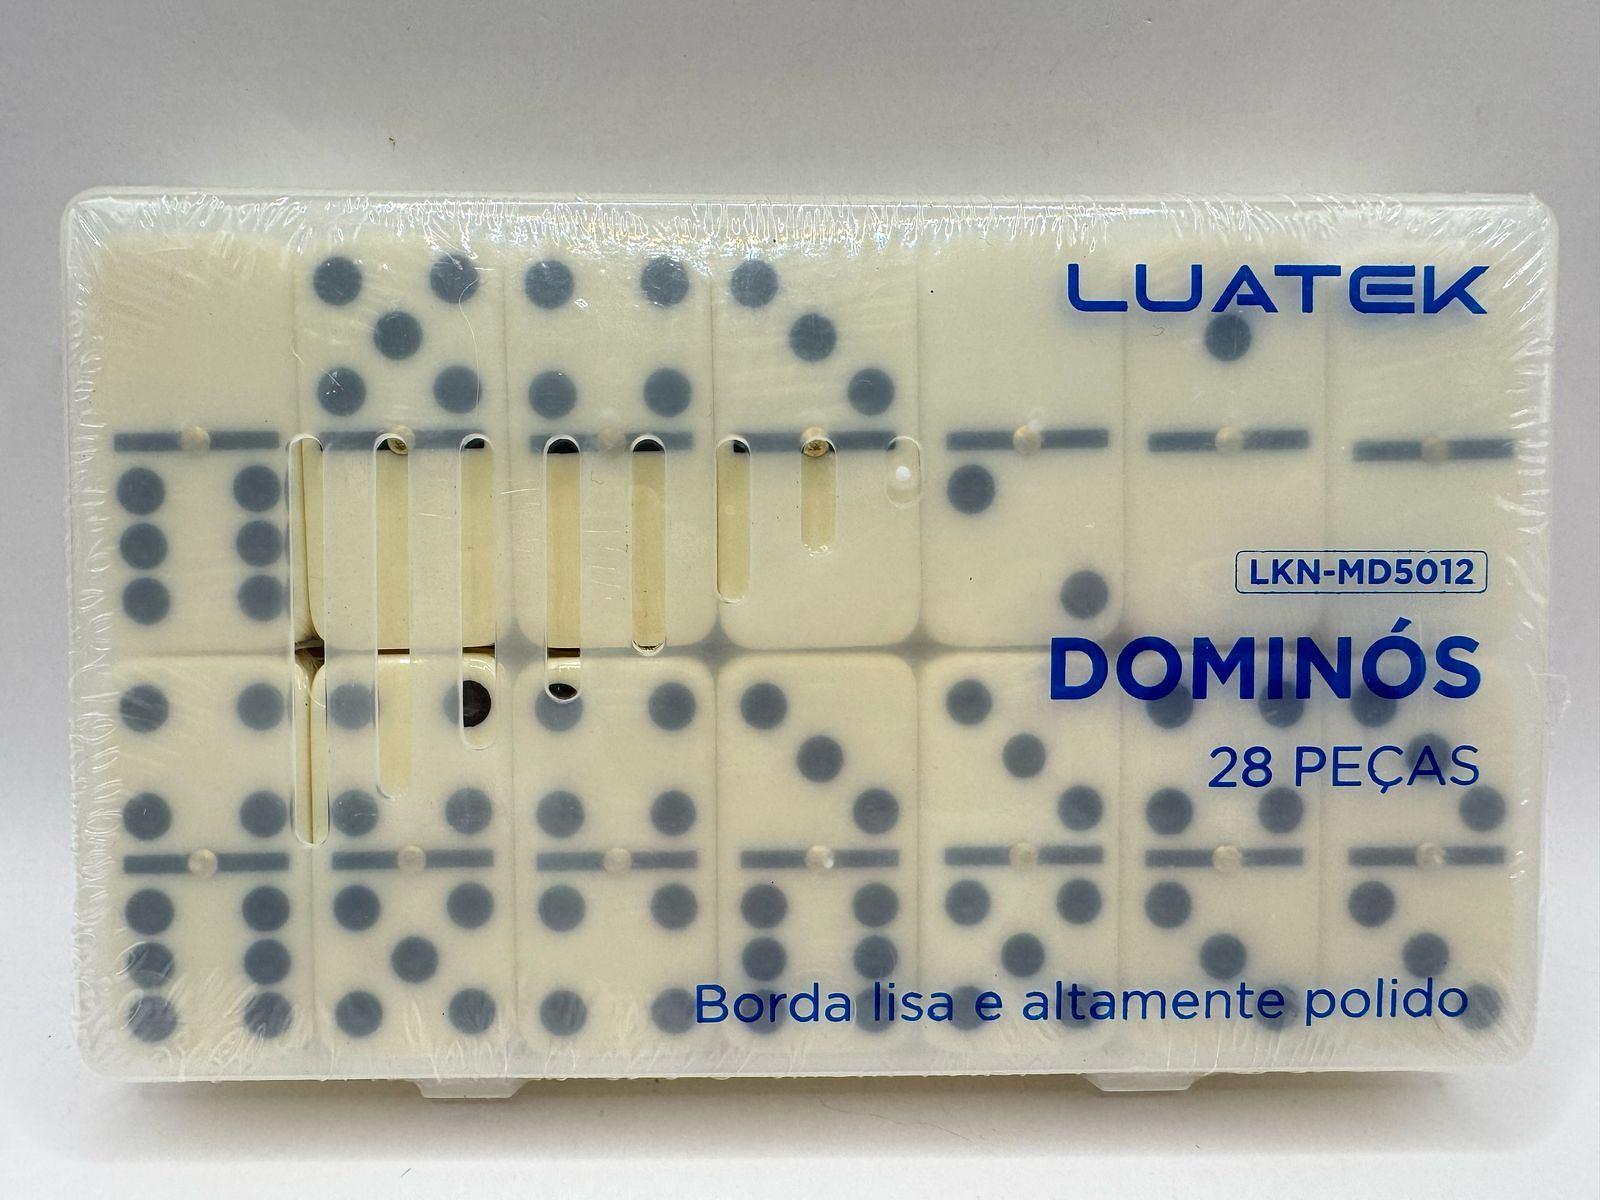 LUATEK
LKN-MD5012
DOMINÓS
28 PEÇAS
Borda lisa e altamente polido